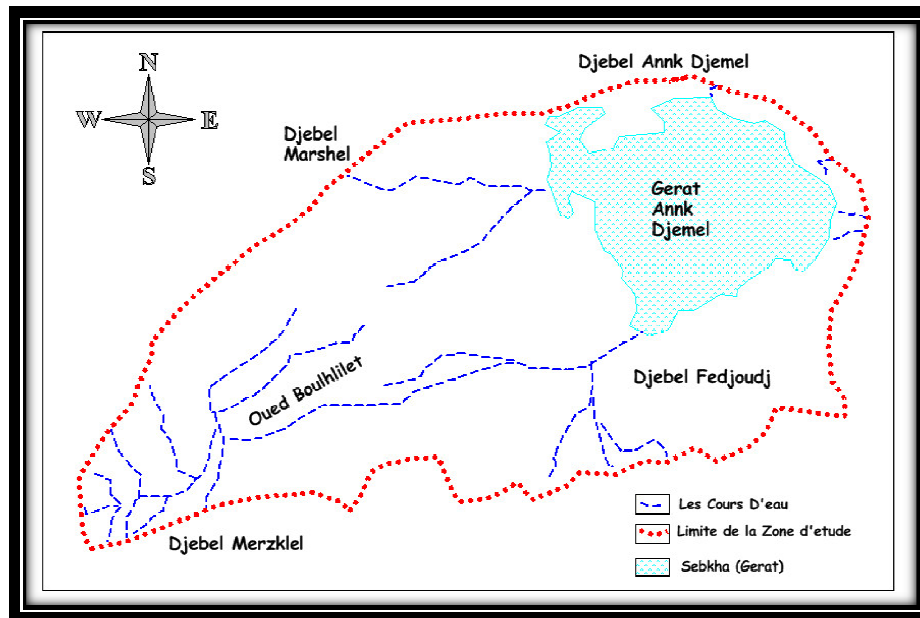 Djebel Annk Djemel
N
W
E
S
Djebel
Marshel
Gerat
Annk
Djemel
Oued Boulhlilet
Djebel Fedjoudj
Djebel Merzklel
Les Cours D'eau
Limite de la Zone d'etude
Sebkha (Gerat)